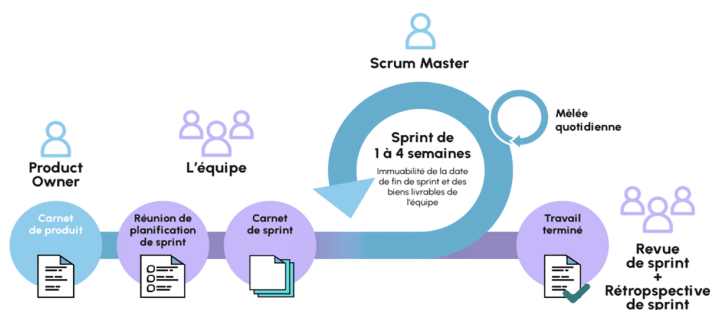 Scrum Master
Product
Owner
L'équipe
Mêlée
quotidienne
Sprint de
1 à 4 semaines
Immuabilité de la date
de fin de sprint et des
biens livrables de
l'équipe
Carnet
de produit
Réunion de
planification
de sprint
Carnet
de sprint
Travail
terminé
Revue
de sprint
+
Rétropspective
de sprint